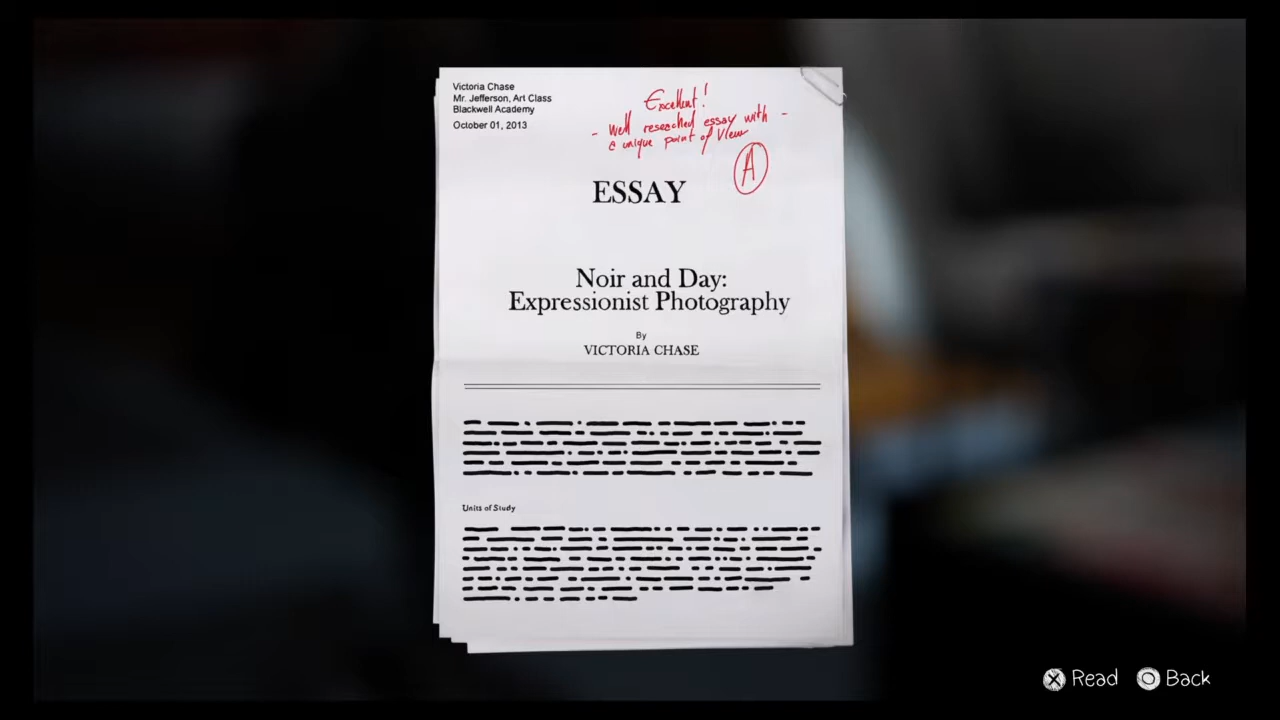 Victoria Chase
Mr. Jefferson, Art Class
Blackwell Academy
October 01, 2013
Excellent!
- Well reseached essay with -
a unique point of View
A
ESSAY
Noir and Day:
Expressionist Photography
By
VICTORIA CHASE
Units of Study
Read
Back